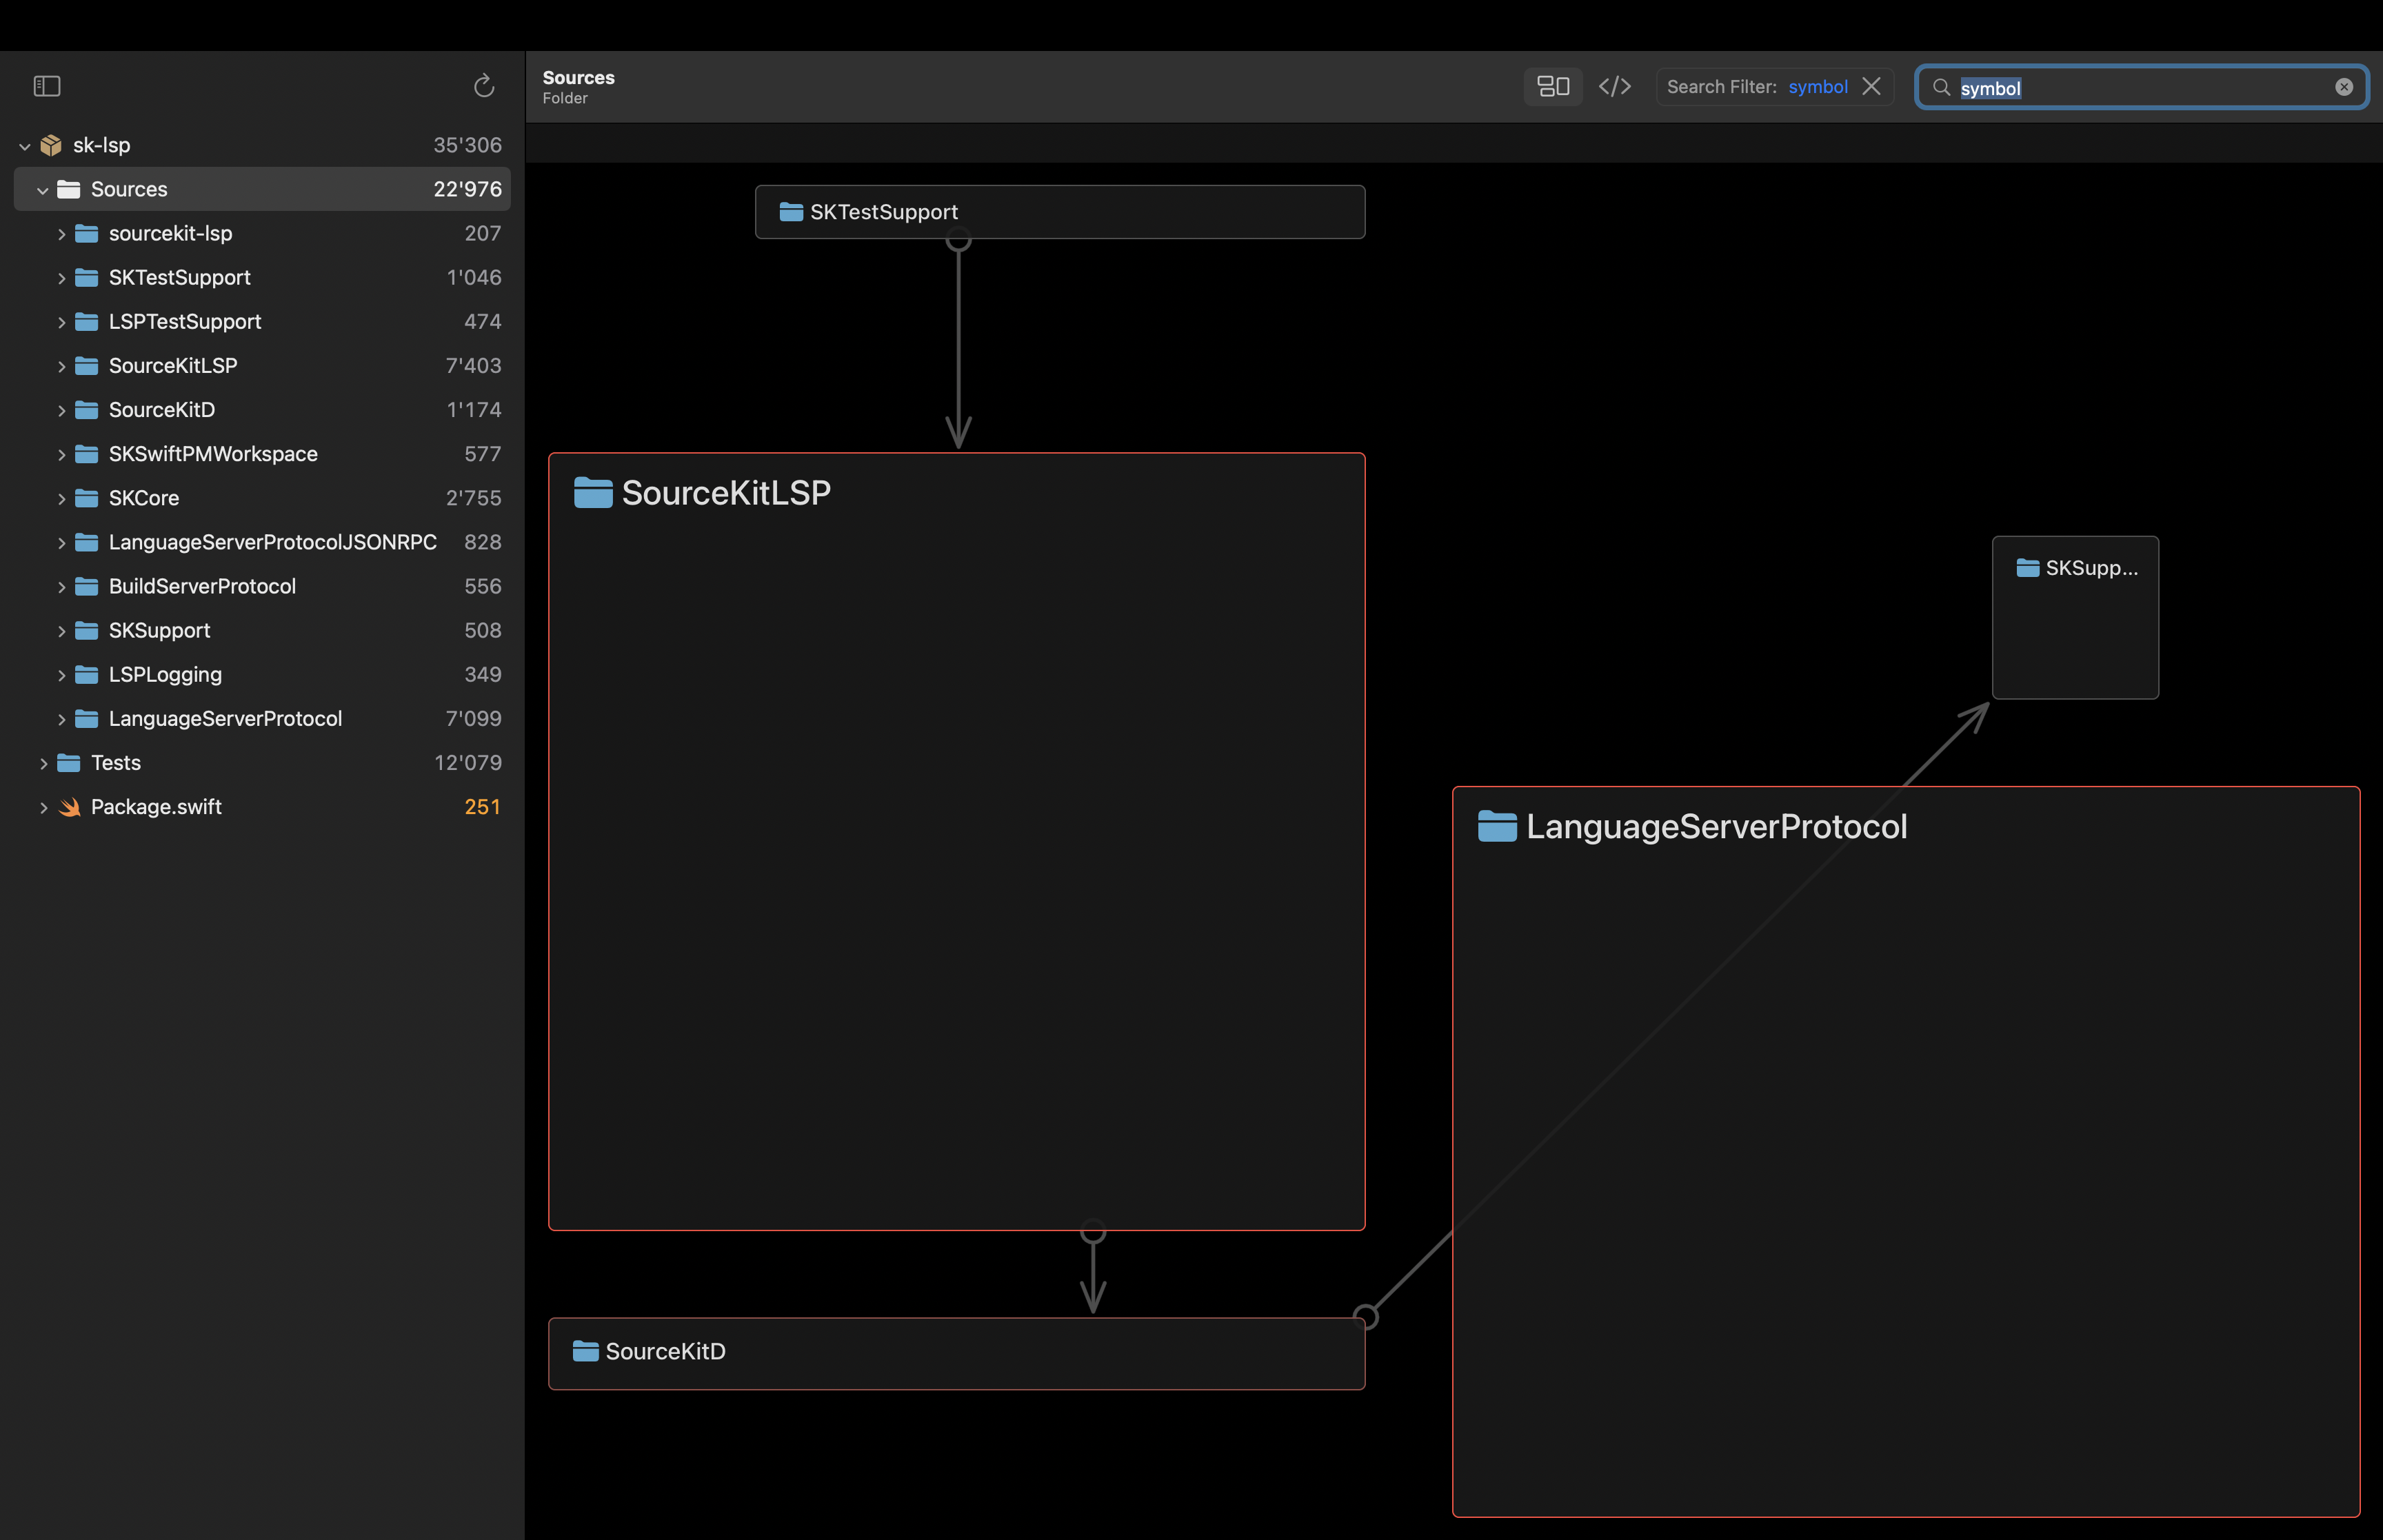 sk-lsp 35'306
Sources 22'976
sourcekit-lsp 207
SKTestSupport 1'046
LSPTestSupport 474
SourceKitLSP 7'403
SourceKitD 1'174
SKSwiftPMWorkspace 577
SKCore 2'755
LanguageServerProtocolJSONRPC 828
BuildServerProtocol 556
SKSupport 508
LSPLogging 349
LanguageServerProtocol 7'099
Tests 12'079
Package.swift 251
Sources
Folder
Search Filter: symbol
symbol
SKTestSupport
SourceKitLSP
SKSupp...
LanguageServerProtocol
SourceKitD